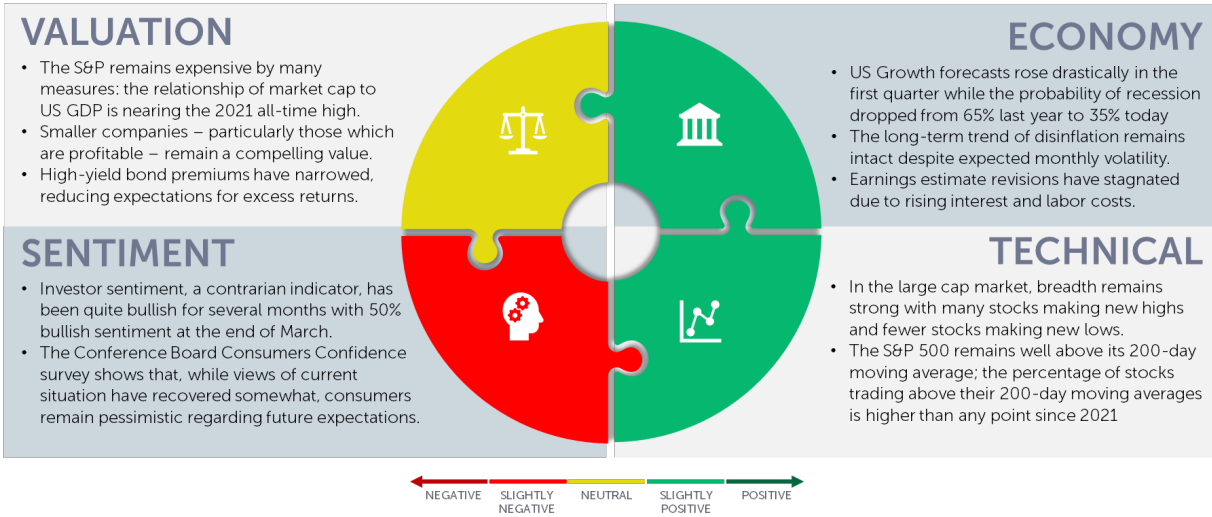 VALUATION
• The S&P remains expensive by many
measures: the relationship of market cap to
US GDP is nearing the 2021 all-time high.
• Smaller companies – particularly those which
are profitable – remain a compelling value.
• High-yield bond premiums have narrowed,
reducing expectations for excess returns.
ECONOMY
• US Growth forecasts rose drastically in the
first quarter while the probability of recession
dropped from 65% last year to 35% today
• The long-term trend of disinflation remains
intact despite expected monthly volatility.
• Earnings estimate revisions have stagnated
due to rising interest and labor costs.
SENTIMENT
• Investor sentiment, a contrarian indicator, has
been quite bullish for several months with 50%
bullish sentiment at the end of March.
• The Conference Board Consumers Confidence
survey shows that, while views of current
situation have recovered somewhat, consumers
remain pessimistic regarding future expectations.
TECHNICAL
• In the large cap market, breadth remains
strong with many stocks making new highs
and fewer stocks making new lows.
• The S&P 500 remains well above its 200-day
moving average; the percentage of stocks
trading above their 200-day moving averages
is higher than any point since 2021
NEGATIVE
SLIGHTLY
NEGATIVE
NEUTRAL
SLIGHTLY
POSITIVE
POSITIVE